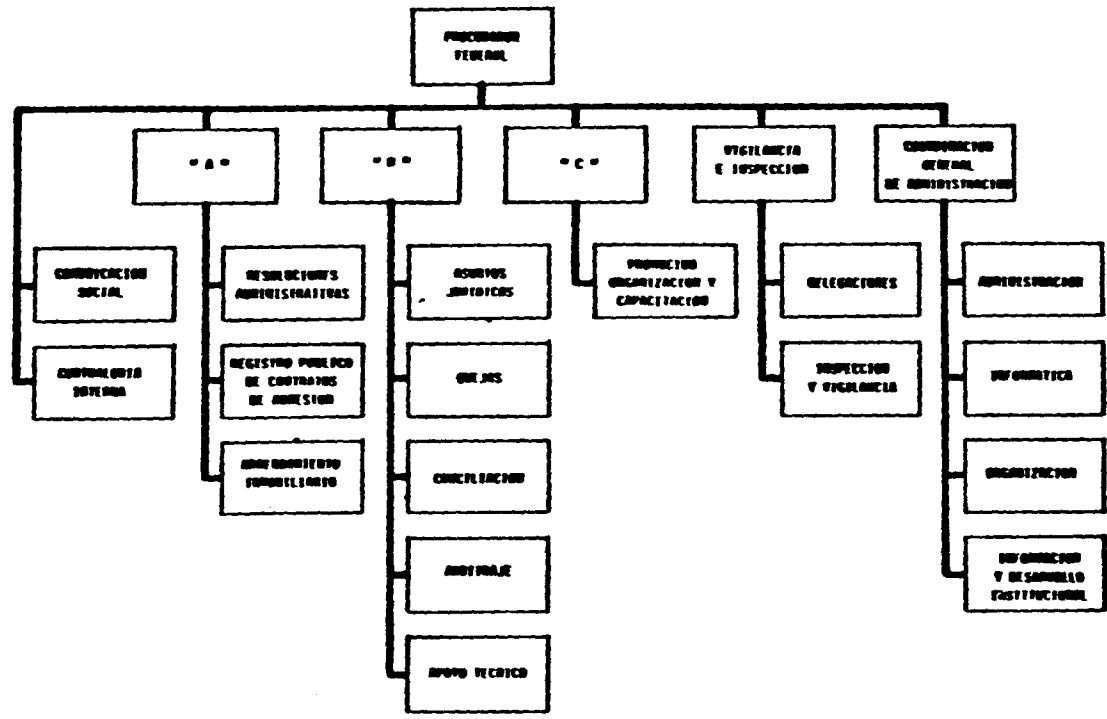 PROCURADOR
FEDERAL
" A "
" B "
" C "
VIGILANCIA
E INSPECCION
COORDINACION
GENERAL
DE ADMINISTRACION
COMUNICACION
SOCIAL
RESOLUCIONES
ADMINISTRATIVAS
ASUNTOS
JURIDICOS
PROMOCION
ORGANIZACION Y
CAPACITACION
DELEGACIONES
ADMINISTRACION
CONTRALORIA
INTERNA
REGISTRO PUBLICO
DE CONTRATOS
DE ADHESION
QUEJAS
INSPECCION
Y VIGILANCIA
INFORMATICA
ARRENDAMIENTO
INMOBILIARIO
CONCILIACION
ORGANIZACION
ARBITRAJE
INFORMACION
Y DESARROLLO
INSTITUCIONAL
APOYO TECNICO